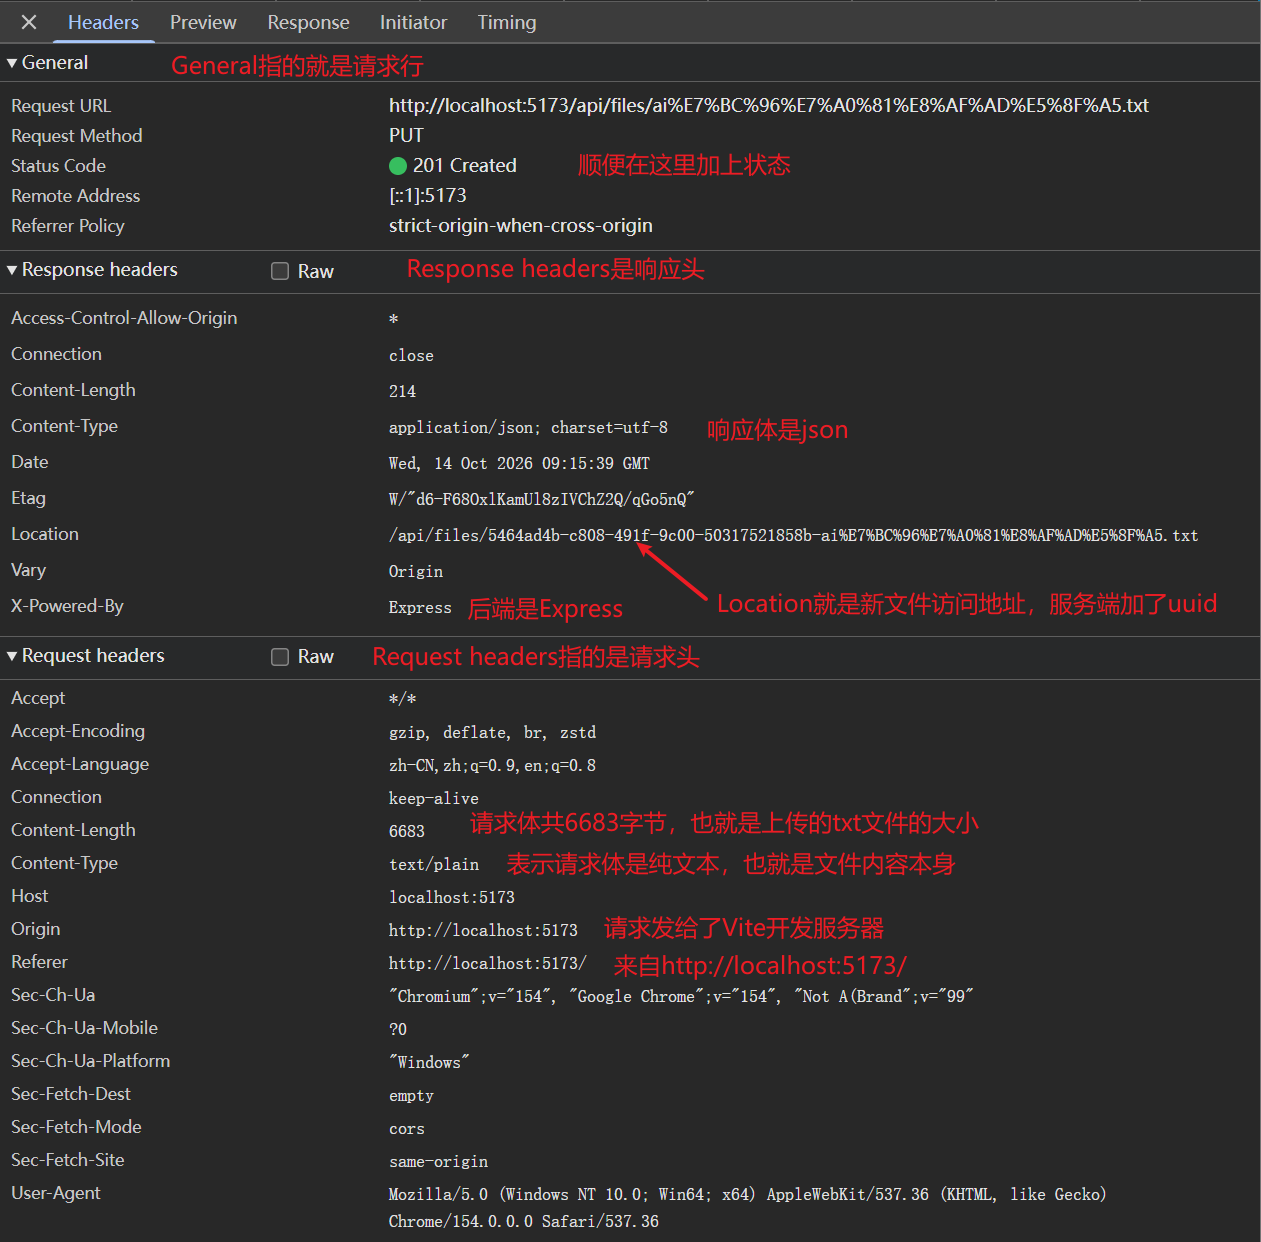 Headers Preview Response Initiator Timing
General General指的就是请求行
Request URL http://localhost:5173/api/files/ai%E7%BC%96%E7%A0%81%E8%AF%AD%E5%8F%A5.txt
Request Method PUT
Status Code 201 Created 顺便在这里加上状态
Remote Address [::1]:5173
Referrer Policy strict-origin-when-cross-origin
Response headers Raw Response headers是响应头
Access-Control-Allow-Origin *
Connection close
Content-Length 214
Content-Type application/json; charset=utf-8 响应体是json
Date Wed, 14 Oct 2026 09:15:39 GMT
Etag W/"d6-F68OxlKamUl8zIVChZ2Q/qGo5nQ"
Location /api/files/5464ad4b-c808-491f-9c00-50317521858b-ai%E7%BC%96%E7%A0%81%E8%AF%AD%E5%8F%A5.txt
Vary Origin
Location就是新文件访问地址，服务端加了uuid
X-Powered-By Express 后端是Express
Request headers Raw Request headers指的是请求头
Accept */*
Accept-Encoding gzip, deflate, br, zstd
Accept-Language zh-CN,zh;q=0.9,en;q=0.8
Connection keep-alive
Content-Length 6683 请求体共6683字节，也就是上传的txt文件的大小
Content-Type text/plain 表示请求体是纯文本，也就是文件内容本身
Host localhost:5173
Origin http://localhost:5173 请求发给了Vite开发服务器
Referer http://localhost:5173/ 来自http://localhost:5173/
Sec-Ch-Ua "Chromium";v="154", "Google Chrome";v="154", "Not A(Brand";v="99"
Sec-Ch-Ua-Mobile ?0
Sec-Ch-Ua-Platform "Windows"
Sec-Fetch-Dest empty
Sec-Fetch-Mode cors
Sec-Fetch-Site same-origin
User-Agent Mozilla/5.0 (Windows NT 10.0; Win64; x64) AppleWebKit/537.36 (KHTML, like Gecko)
Chrome/154.0.0.0 Safari/537.36